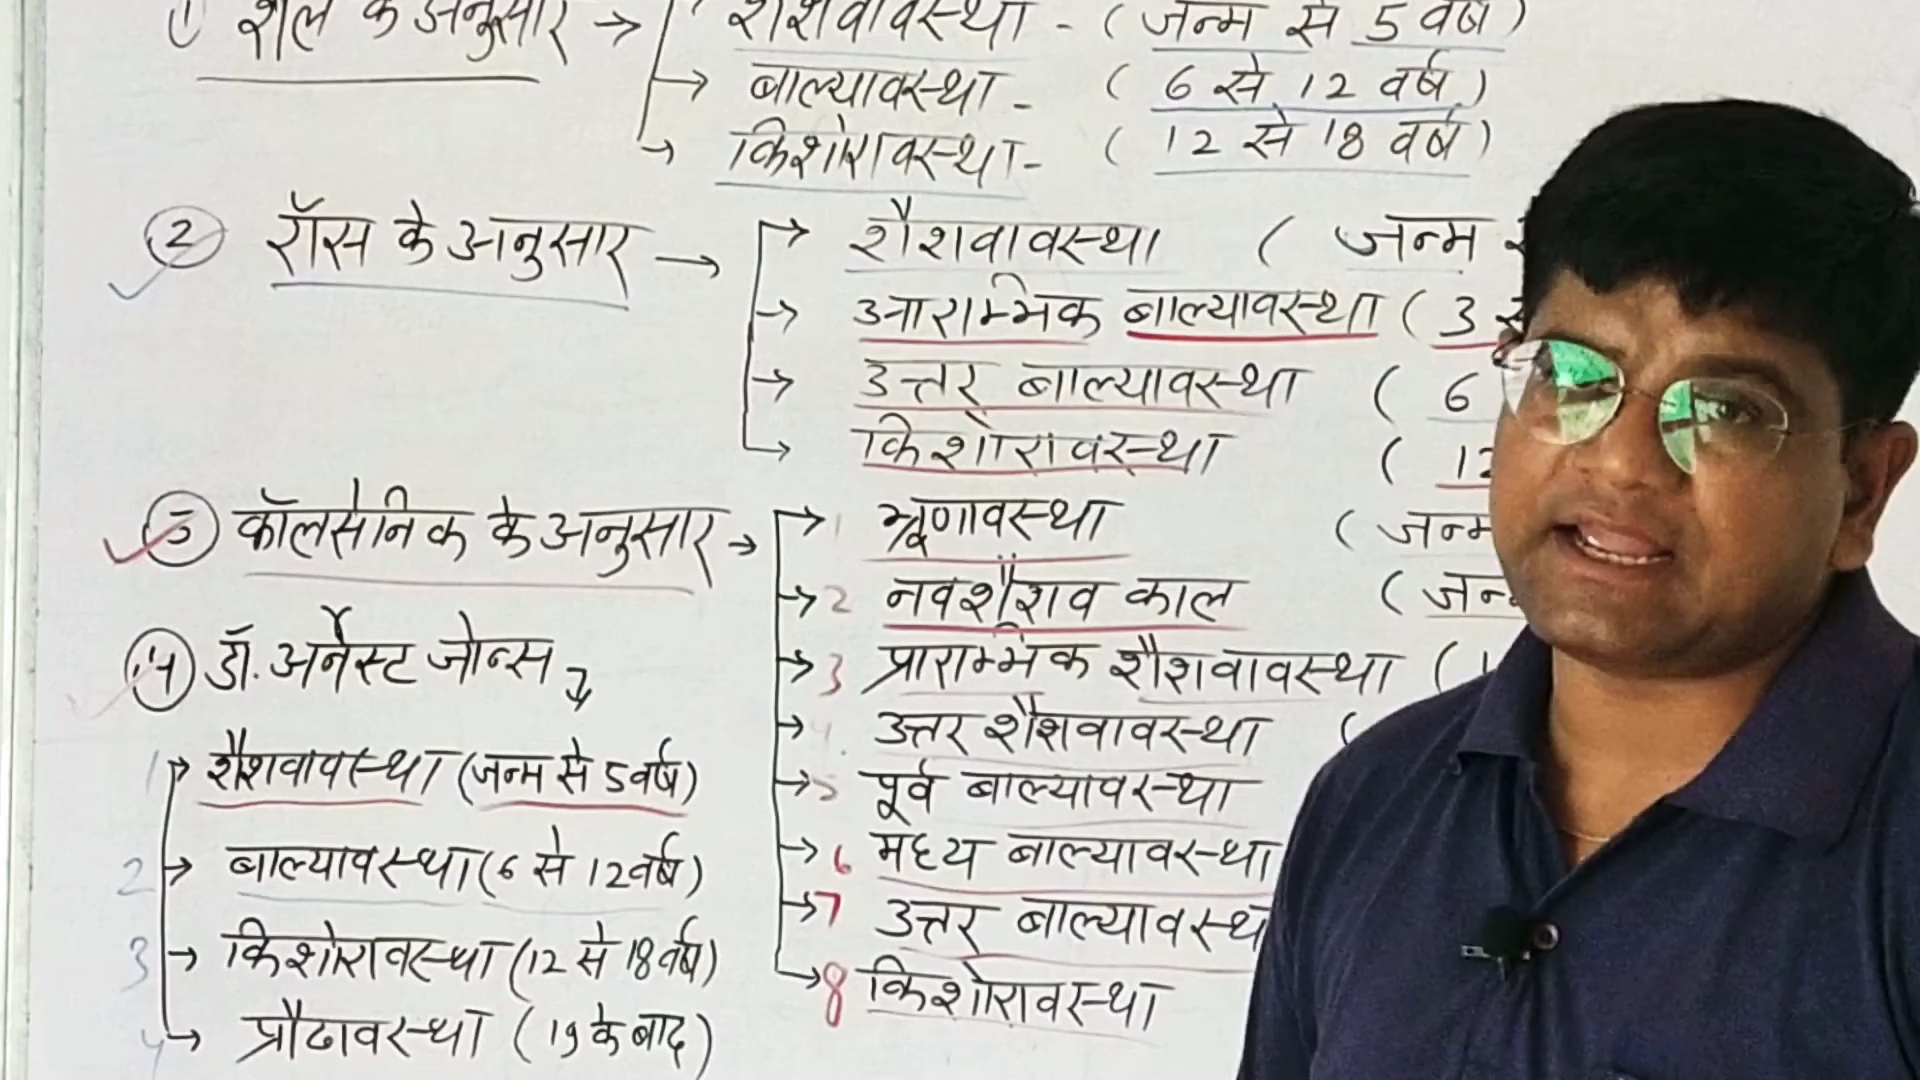 ① शैल के अनुसार → शैशवावस्था - ( जन्म से 5 वर्ष )
→ बाल्यावस्था - ( 6 से 12 वर्ष )
→ किशोरावस्था - ( 12 से 18 वर्ष )
② रॉस के अनुसार → → शैशवावस्था ( जन्म
→ आराम्भिक बाल्यावस्था ( 3
→ उत्तर बाल्यावस्था ( 6
→ किशोरावस्था ( 12
③ कॉलसैनिक के अनुसार → → 1 भ्रूणावस्था ( जन्म
→ 2 नवशैशव काल ( जन्
→ 3 प्राराम्भिक शैशवावस्था ( 1
→ 4. उत्तर शैशवावस्था (
→ 5 पूर्व बाल्यावस्था
→ 6 मध्य बाल्यावस्था
→ 7 उत्तर बाल्यावस्थ
→ 8 किशोरावस्था
④ डॉ. अर्नेस्ट जोन्स
1 → शैशवावस्था (जन्म से 5 वर्ष)
2 → बाल्यावस्था (6 से 12 वर्ष)
3 → किशोरावस्था (12 से 18 वर्ष)
4 → प्रौढावस्था ( 19 के बाद )